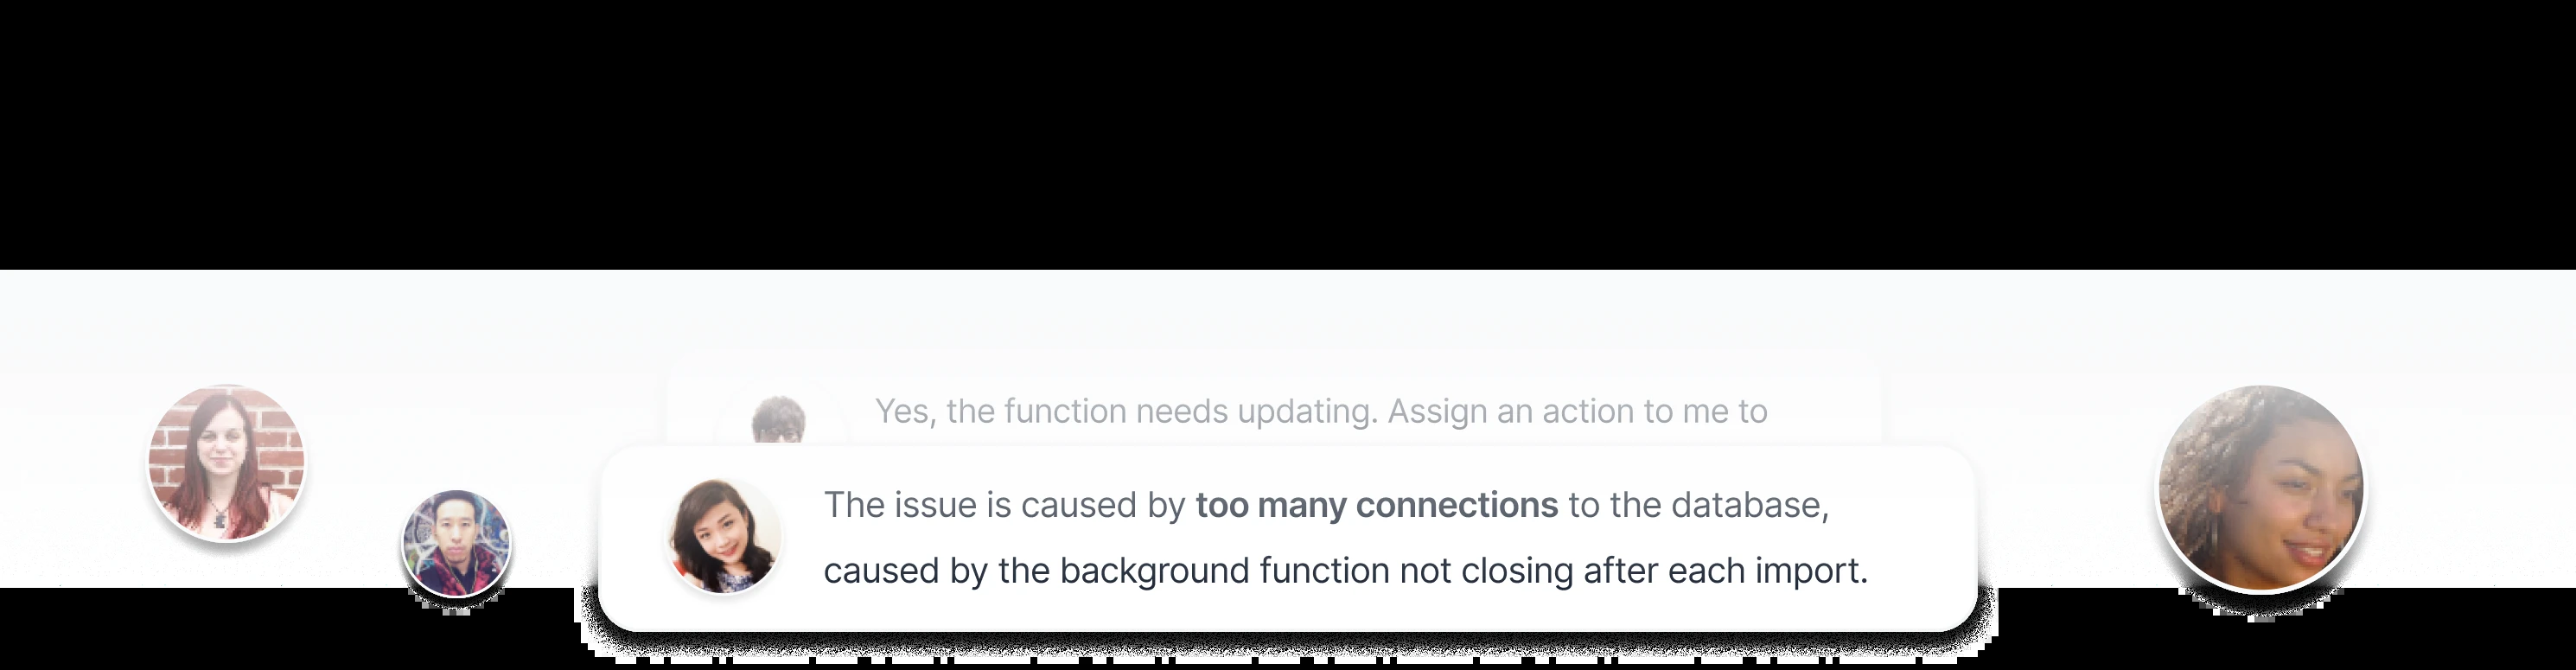 Yes, the function needs updating. Assign an action to me to
The issue is caused by too many connections to the database,
caused by the background function not closing after each import.